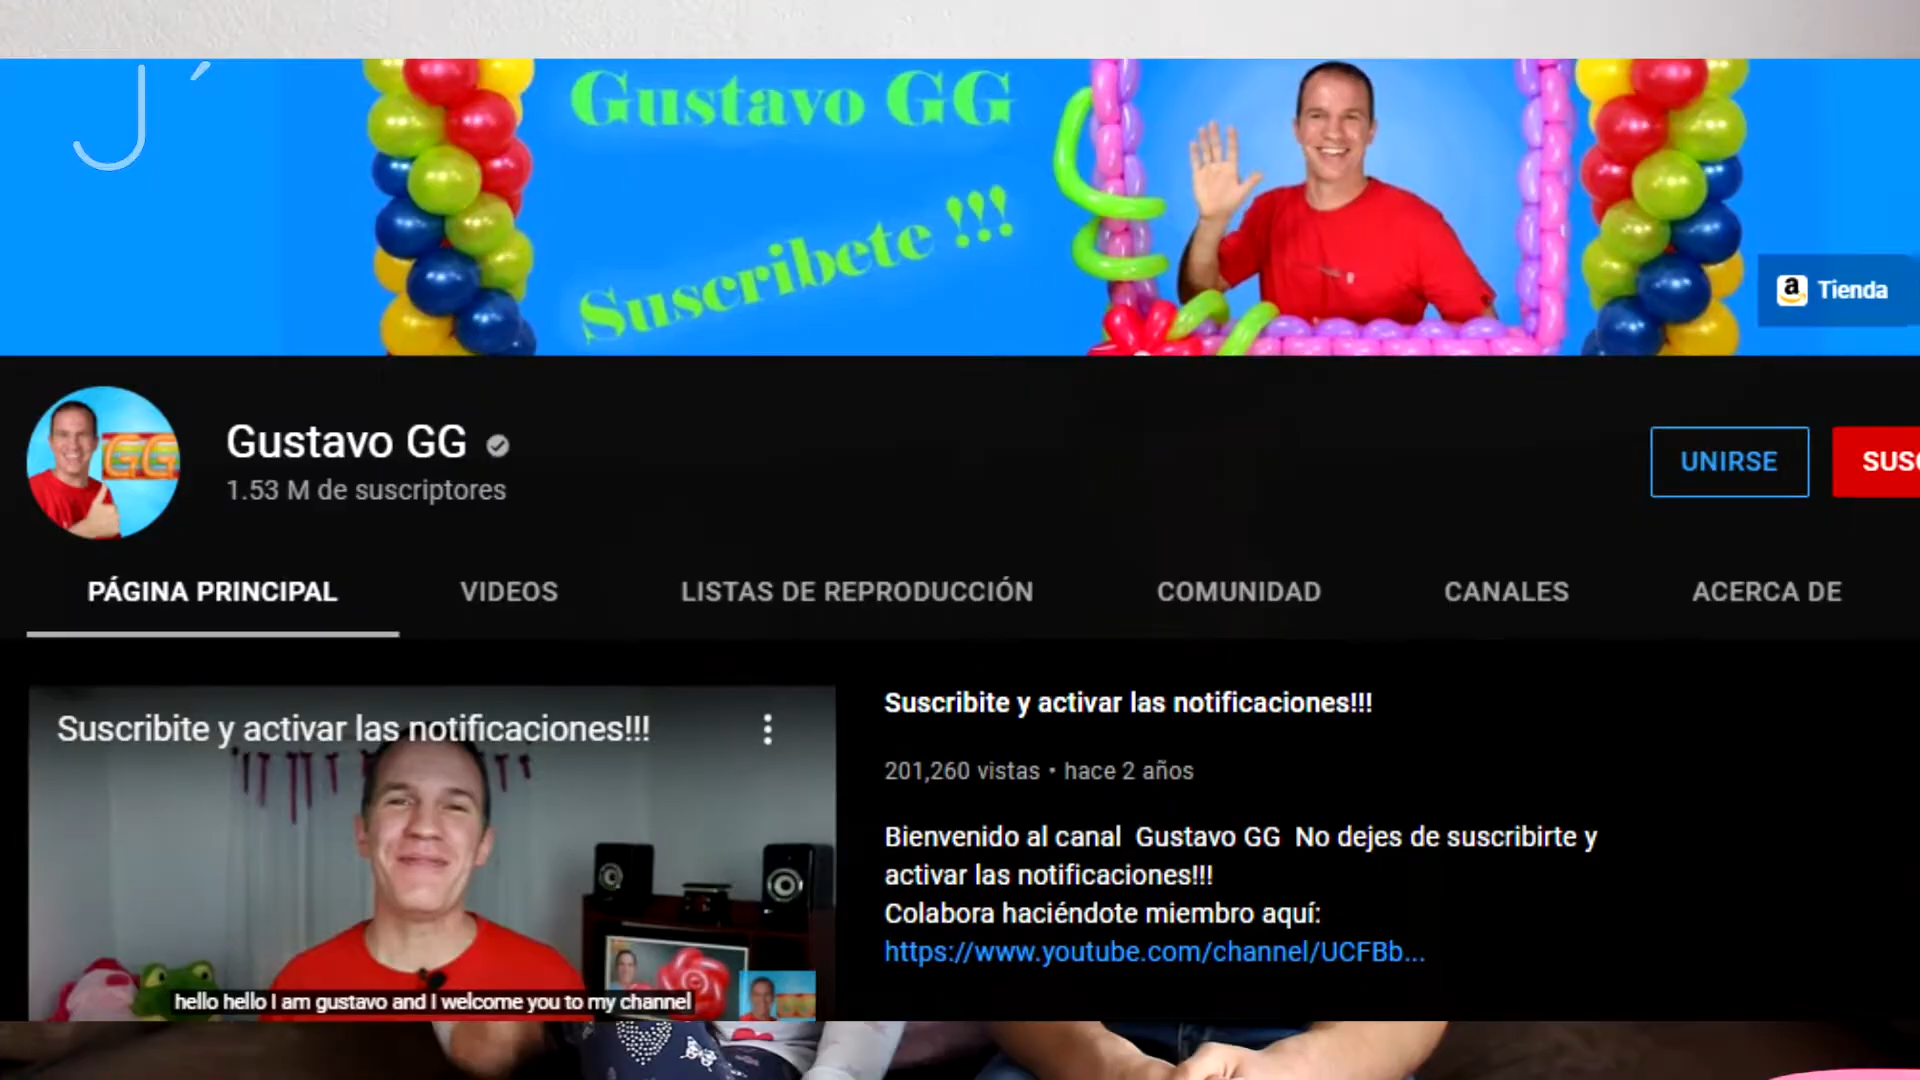 J´
Gustavo GG
Suscribete !!!
a Tienda
GG
Gustavo GG
1.53 M de suscriptores
UNIRSE
SUSC
PÁGINA PRINCIPAL
VIDEOS
LISTAS DE REPRODUCCIÓN
COMUNIDAD
CANALES
ACERCA DE
Suscribite y activar las notificaciones!!!
hello hello I am gustavo and I welcome you to my channel
Suscribite y activar las notificaciones!!!
201,260 vistas • hace 2 años
Bienvenido al canal Gustavo GG No dejes de suscribirte y
activar las notificaciones!!!
Colabora haciéndote miembro aquí:
https://www.youtube.com/channel/UCFBb...